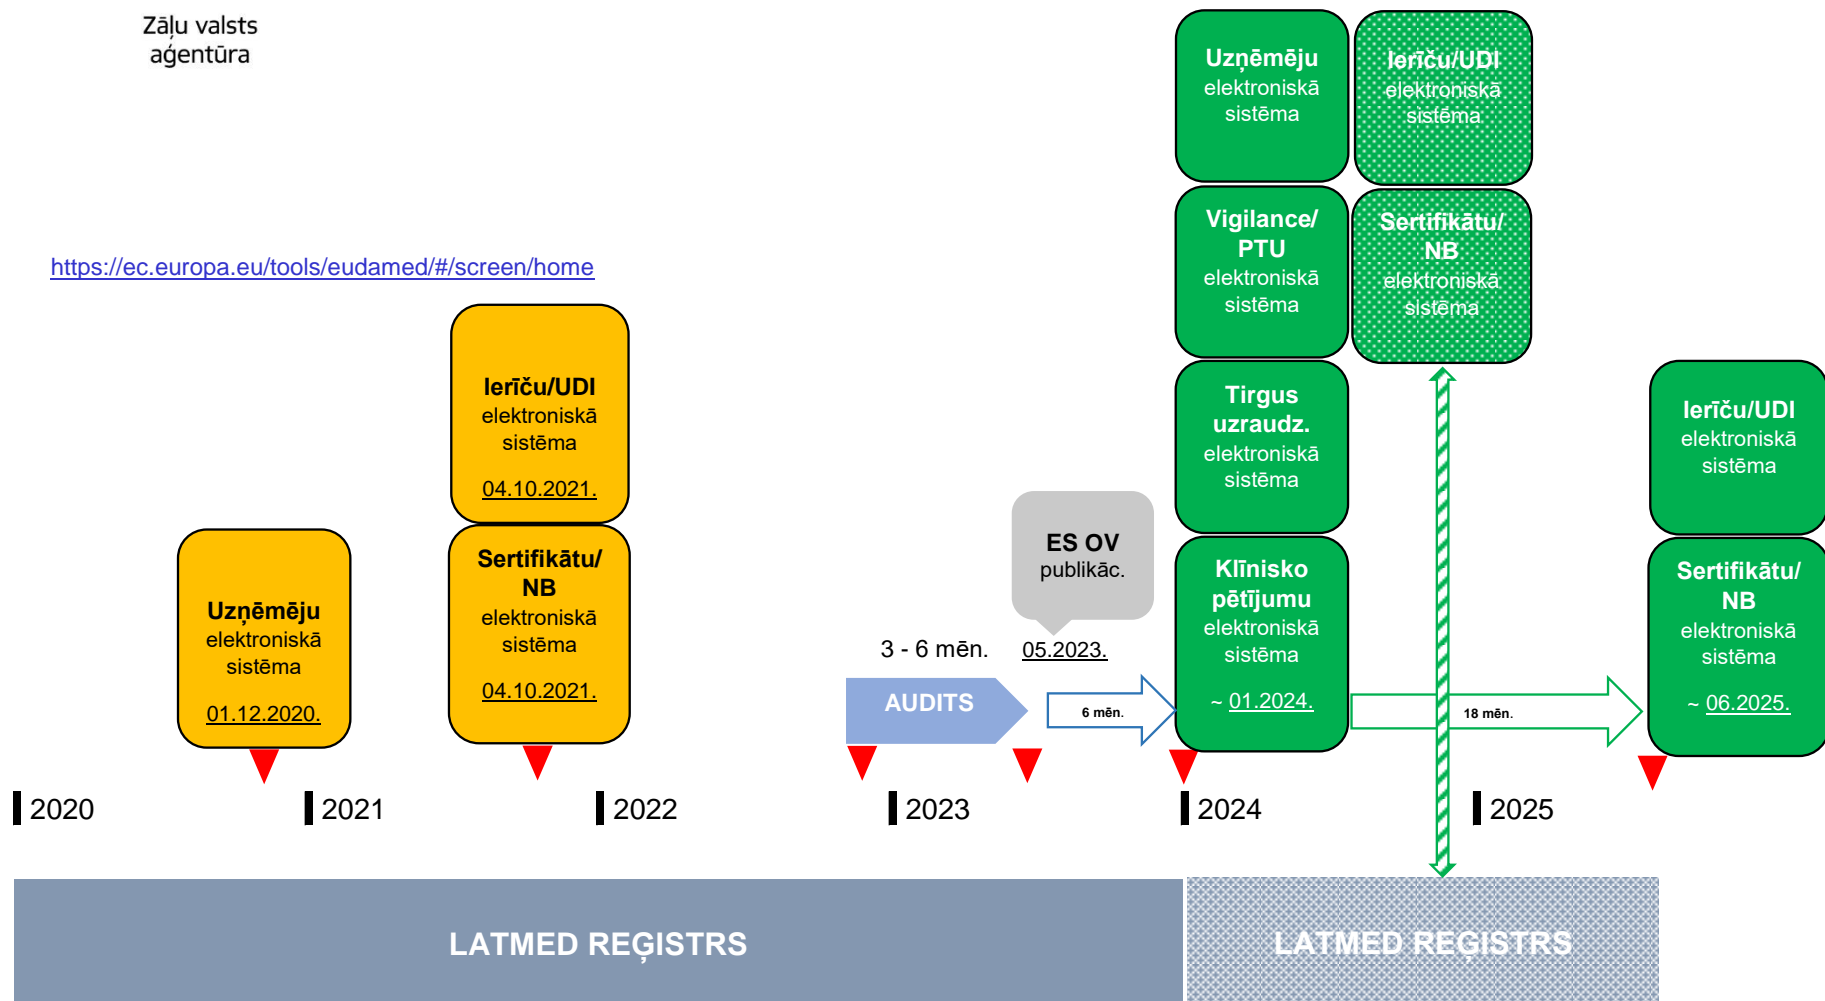 Zāļu valsts
aģentūra
https://ec.europa.eu/tools/eudamed/#/screen/home
Uzņēmēju
elektroniskā
sistēma
01.12.2020.
Ierīču/UDI
elektroniskā
sistēma
04.10.2021.
Sertifikātu/
NB
elektroniskā
sistēma
04.10.2021.
3 - 6 mēn.
AUDITS
ES OV
publikāc.
05.2023.
6 mēn.
Uzņēmēju
elektroniskā
sistēma
Vigilance/
PTU
elektroniskā
sistēma
Tirgus
uzraudz.
elektroniskā
sistēma
Klīnisko
pētījumu
elektroniskā
sistēma
~ 01.2024.
Ierīču/UDI
elektroniskā
sistēma
Sertifikātu/
NB
elektroniskā
sistēma
18 mēn.
Ierīču/UDI
elektroniskā
sistēma
Sertifikātu/
NB
elektroniskā
sistēma
~ 06.2025.
2020
2021
2022
2023
2024
2025
LATMED REĢISTRS
LATMED REĢISTRS